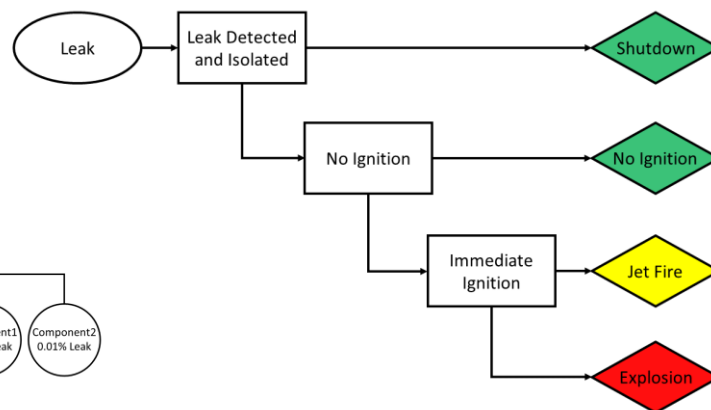 Leak
Leak Detected
and Isolated
Shutdown
No Ignition
No Ignition
Immediate
Ignition
Jet Fire
Component2
0.01% Leak
Explosion